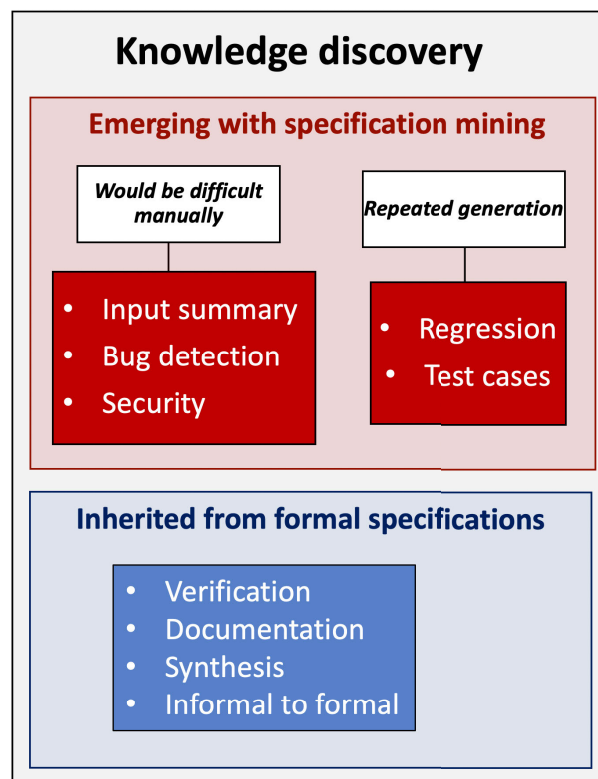 Knowledge discovery
Emerging with specification mining
Would be difficult
manually
• Input summary
• Bug detection
• Security
Repeated generation
• Regression
• Test cases
Inherited from formal specifications
• Verification
• Documentation
• Synthesis
• Informal to formal